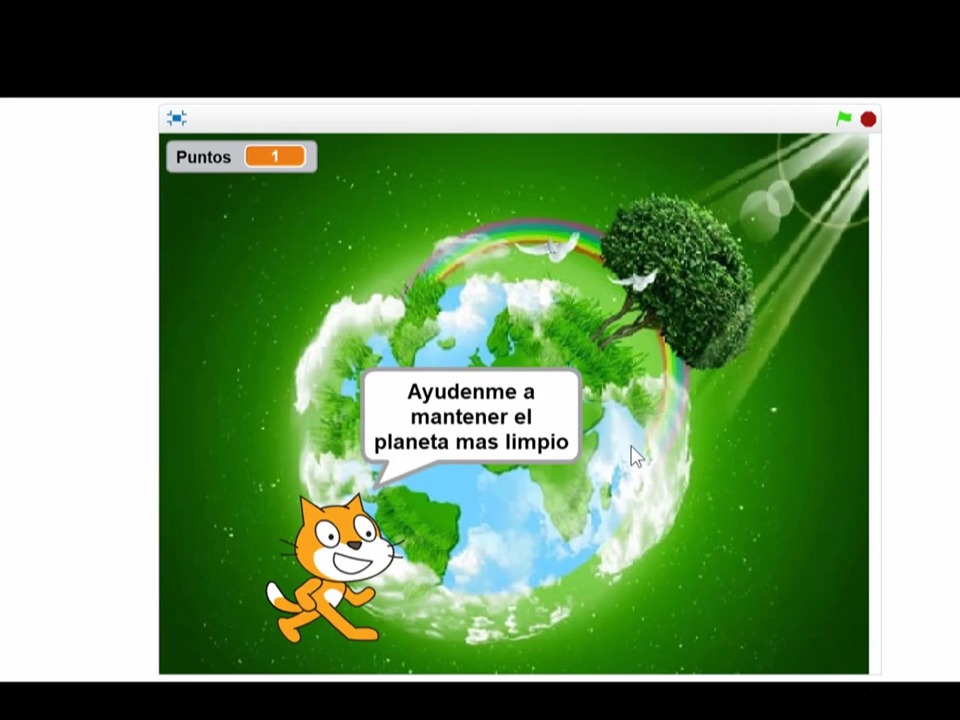 Puntos 1
Ayudenme a
mantener el
planeta mas limpio